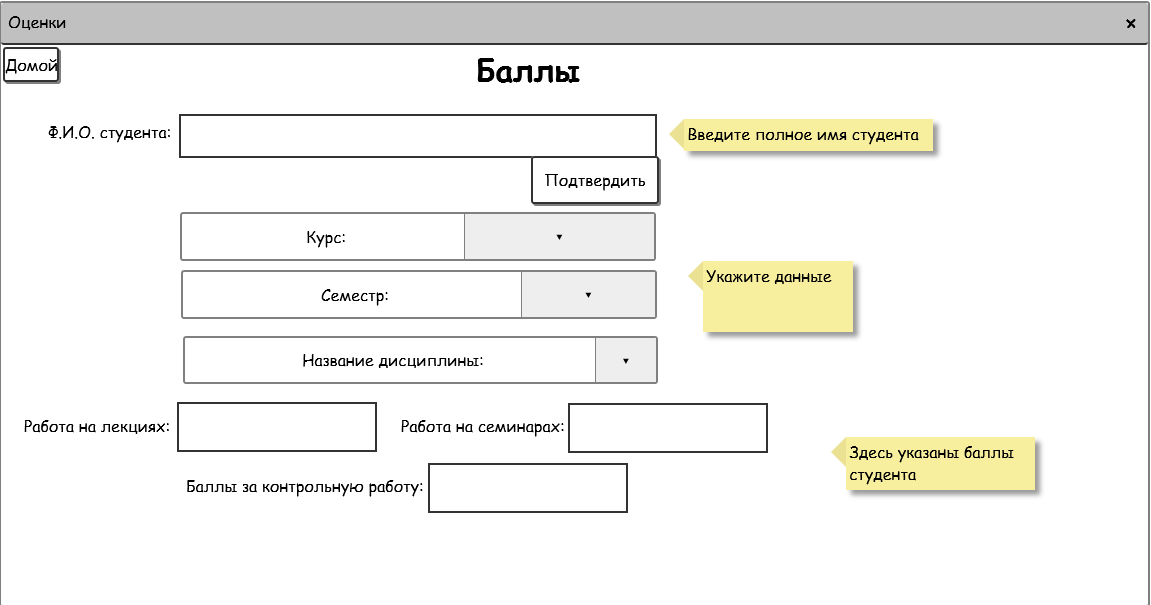 Оценки
Домой
Баллы
Ф.И.О. студента:
Введите полное имя студента
Подтвердить
Курс:
Семестр:
Укажите данные
Название дисциплины:
Работа на лекциях:
Работа на семинарах:
Здесь указаны баллы
студента
Баллы за контрольную работу: